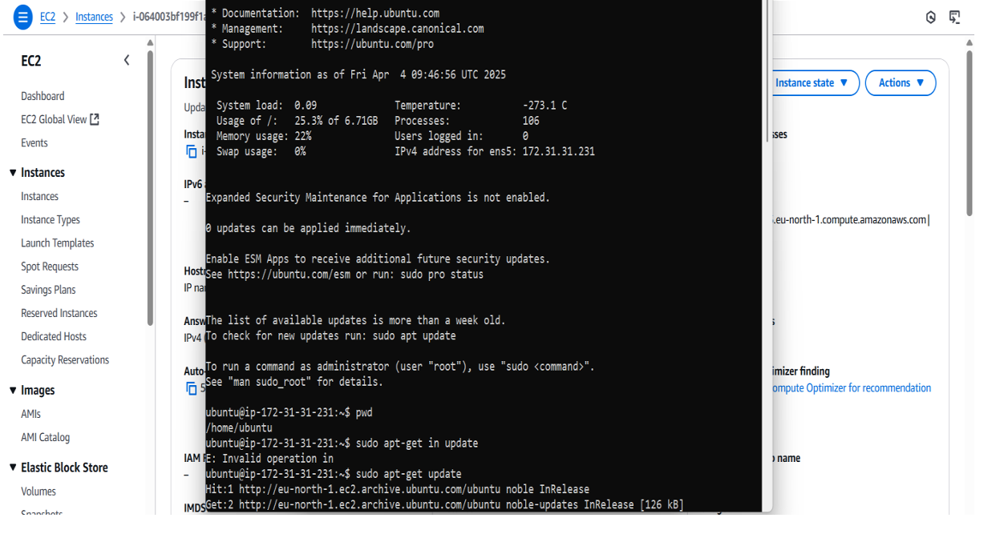 EC2 > Instances > i-064003bf199f1a
EC2
Dashboard
EC2 Global View
Events
Instances
Instances
Instance Types
Launch Templates
Spot Requests
Savings Plans
Reserved Instances
Dedicated Hosts
Capacity Reservations
Images
AMIs
AMI Catalog
Elastic Block Store
Volumes
Snapshots
Inst
Upda
Insta
i-
IPv6
–
Host
IP na
Answ
IPv4 (
Auto-
5
IAM
–
IMDS
* Documentation:  https://help.ubuntu.com
* Management:     https://landscape.canonical.com
* Support:        https://ubuntu.com/pro
System information as of Fri Apr  4 09:46:56 UTC 2025
System load:  0.09               Temperature:           -273.1 C
Usage of /:   25.3% of 6.71GB   Processes:             106
Memory usage: 22%                Users logged in:       0
Swap usage:   0%                 IPv4 address for ens5: 172.31.31.231
Expanded Security Maintenance for Applications is not enabled.
0 updates can be applied immediately.
Enable ESM Apps to receive additional future security updates.
See https://ubuntu.com/esm or run: sudo pro status
The list of available updates is more than a week old.
To check for new updates run: sudo apt update
To run a command as administrator (user "root"), use "sudo <command>".
See "man sudo_root" for details.
ubuntu@ip-172-31-31-231:~$ pwd
/home/ubuntu
ubuntu@ip-172-31-31-231:~$ sudo apt-get in update
E: Invalid operation in
ubuntu@ip-172-31-31-231:~$ sudo apt-get update
Hit:1 http://eu-north-1.ec2.archive.ubuntu.com/ubuntu noble InRelease
Get:2 http://eu-north-1.ec2.archive.ubuntu.com/ubuntu noble-updates InRelease [126 kB]
Instance state ▼
Actions ▼
sses
.eu-north-1.compute.amazonaws.com |
s
imizer finding
ompute Optimizer for recommendation
name